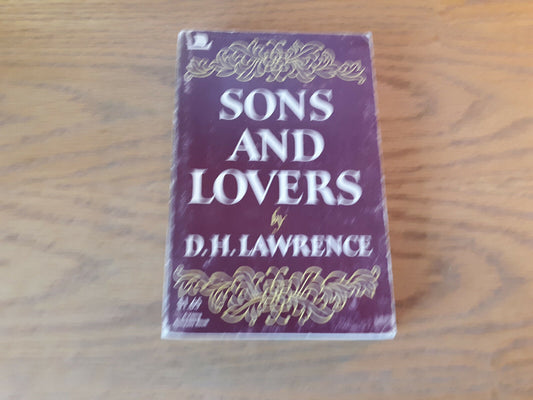 SONS
AND
LOVERS
by
D.H. LAWRENCE